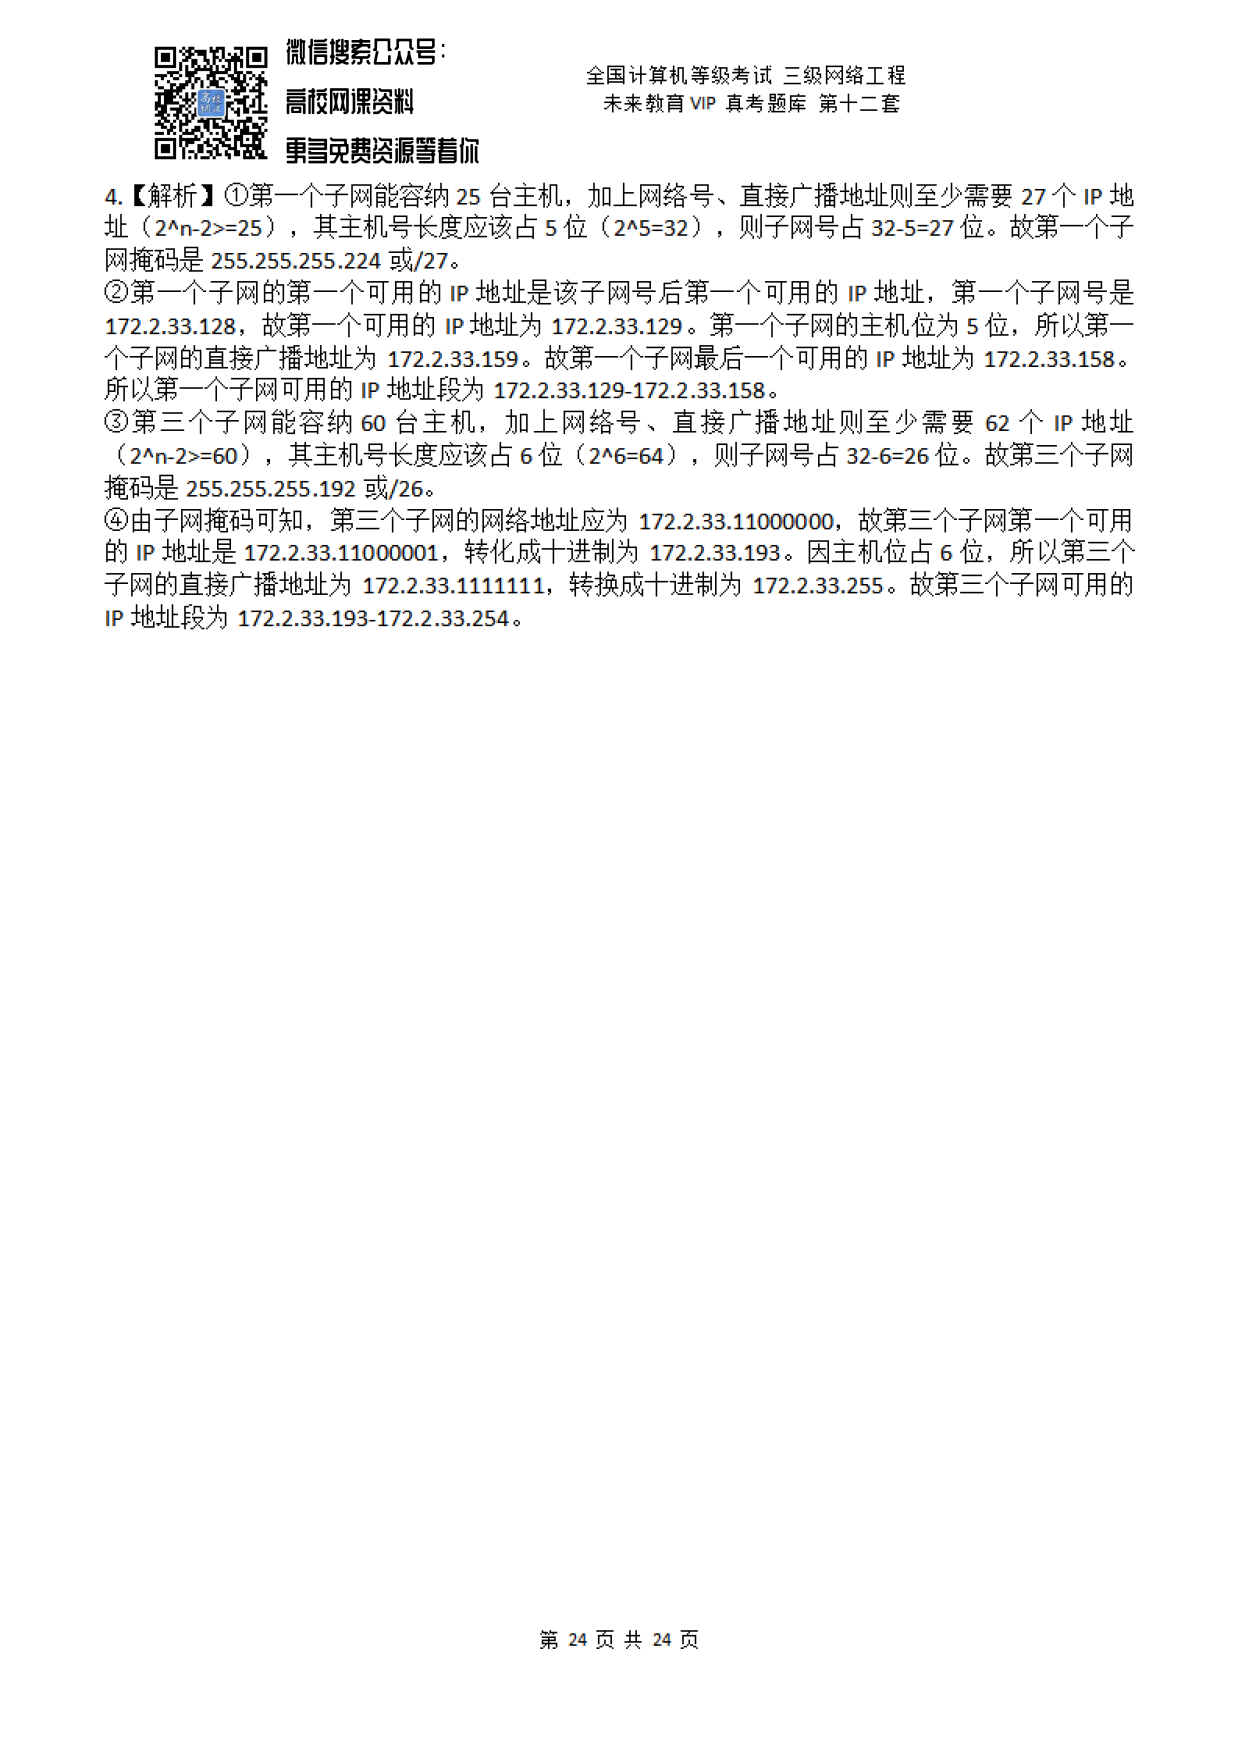 微信搜索公众号：
高校网课资料
更多免费资源等着你
全国计算机等级考试 三级网络工程
未来教育 VIP 真考题库 第十二套
高校
网课
4.【解析】①第一个子网能容纳 25 台主机，加上网络号、直接广播地址则至少需要 27 个 IP 地
址（2^n-2>=25），其主机号长度应该占 5 位（2^5=32），则子网号占 32-5=27 位。故第一个子
网掩码是 255.255.255.224 或/27。
②第一个子网的第一个可用的 IP 地址是该子网号后第一个可用的 IP 地址，第一个子网号是
172.2.33.128，故第一个可用的 IP 地址为 172.2.33.129。第一个子网的主机位为 5 位，所以第一
个子网的直接广播地址为 172.2.33.159。故第一个子网最后一个可用的 IP 地址为 172.2.33.158。
所以第一个子网可用的 IP 地址段为 172.2.33.129-172.2.33.158。
③第三个子网能容纳 60 台主机，加上网络号、直接广播地址则至少需要 62 个 IP 地址
（2^n-2>=60），其主机号长度应该占 6 位（2^6=64），则子网号占 32-6=26 位。故第三个子网
掩码是 255.255.255.192 或/26。
④由子网掩码可知，第三个子网的网络地址应为 172.2.33.11000000，故第三个子网第一个可用
的 IP 地址是 172.2.33.11000001，转化成十进制为 172.2.33.193。因主机位占 6 位，所以第三个
子网的直接广播地址为 172.2.33.1111111，转换成十进制为 172.2.33.255。故第三个子网可用的
IP 地址段为 172.2.33.193-172.2.33.254。
第 24 页 共 24 页